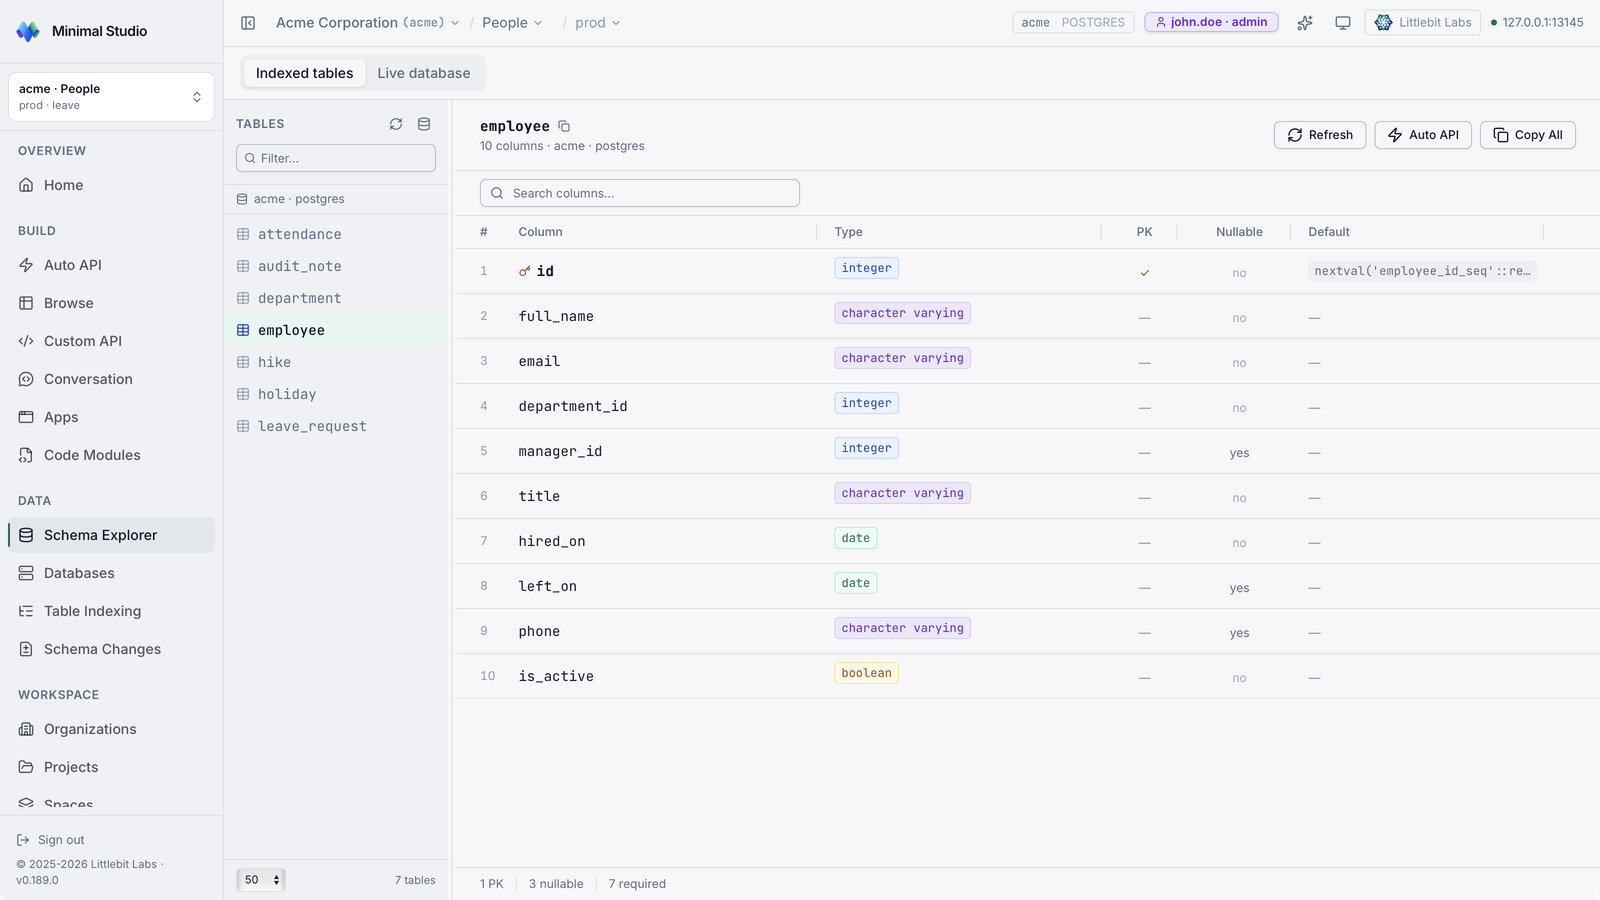 Minimal Studio
acme · People
prod · leave
OVERVIEW
Home
BUILD
Auto API
Browse
Custom API
Conversation
Apps
Code Modules
DATA
Schema Explorer
Databases
Table Indexing
Schema Changes
WORKSPACE
Organizations
Projects
Spaces
Sign out
© 2025-2026 Littlebit Labs ·
v0.189.0
Acme Corporation (acme) / People / prod
acme · POSTGRES
john.doe · admin
Littlebit Labs
127.0.0.1:13145
Indexed tables
Live database
TABLES
Filter...
acme · postgres
attendance
audit_note
department
employee
hike
holiday
leave_request
50
7 tables
employee
10 columns · acme · postgres
Refresh
Auto API
Copy All
Search columns...
# Column Type PK Nullable Default
1 id integer ✓ no nextval('employee_id_seq'::re…
2 full_name character varying — no —
3 email character varying — no —
4 department_id integer — no —
5 manager_id integer — yes —
6 title character varying — no —
7 hired_on date — no —
8 left_on date — yes —
9 phone character varying — yes —
10 is_active boolean — no —
1 PK
3 nullable
7 required